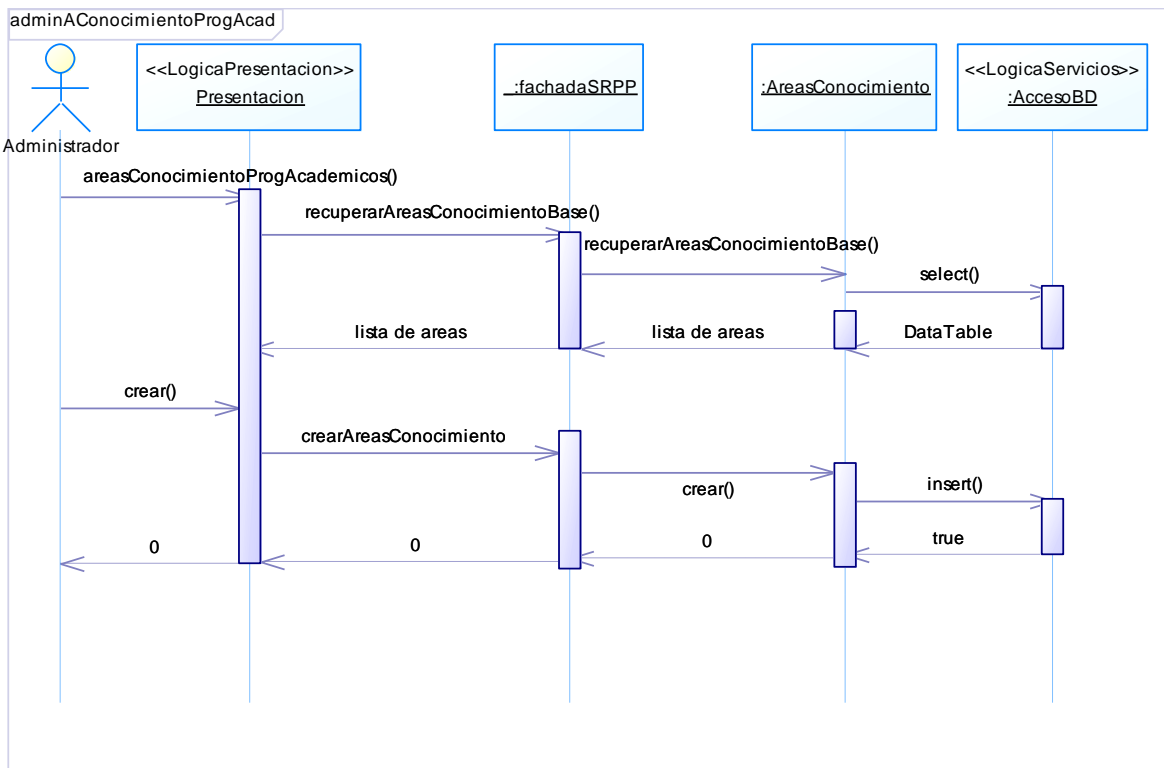 adminAConocimientoProgAcad
<<LogicaPresentacion>>
Presentacion
_:fachadaSRPP
:AreasConocimiento
<<LogicaServicios>>
:AccesoBD
Administrador
areasConocimientoProgAcademicos()
recuperarAreasConocimientoBase()
recuperarAreasConocimientoBase()
select()
lista de areas
lista de areas
DataTable
crear()
crearAreasConocimiento
crear()
insert()
0
0
0
true